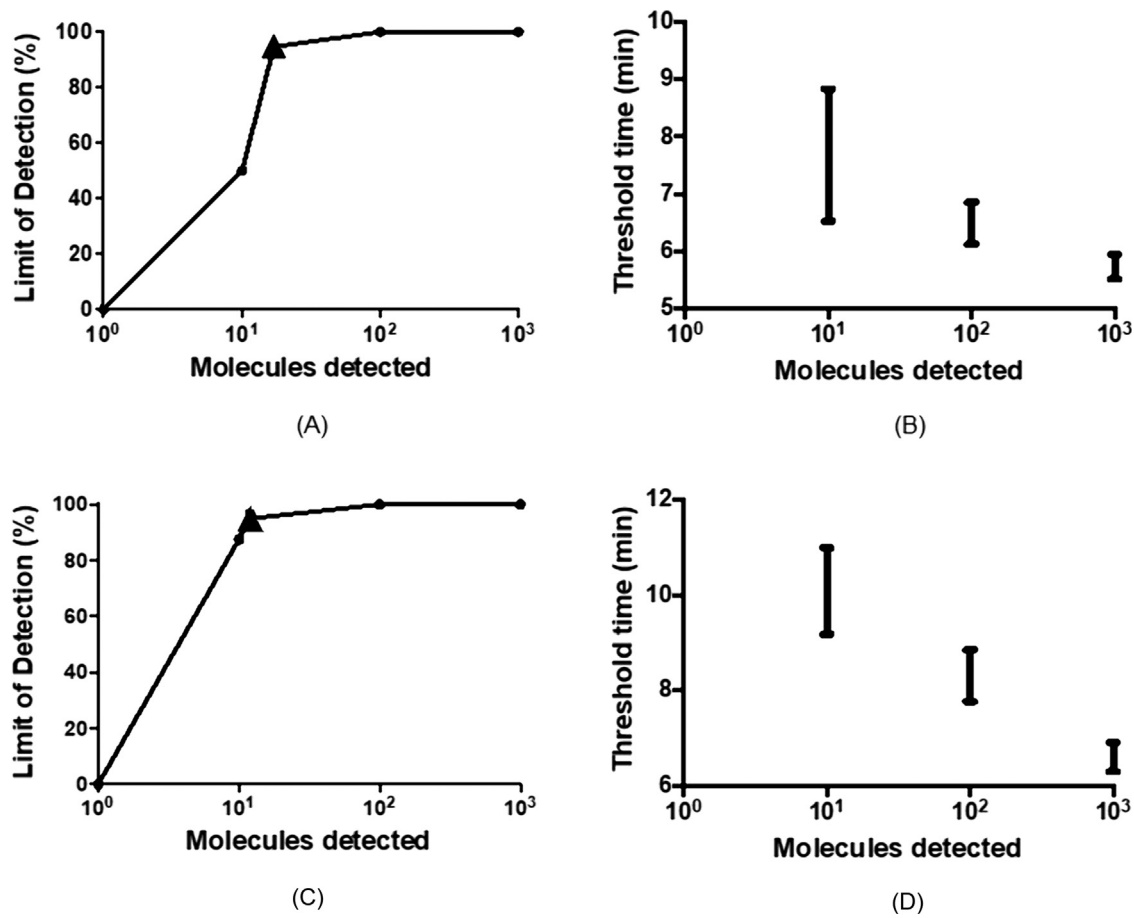 Limit of Detection (%)
100
80
60
40
20
0
10⁰ 10¹ 10² 10³
Molecules detected
(A)
Threshold time (min)
10
9
8
7
6
5
10⁰ 10¹ 10² 10³
Molecules detected
(B)
Limit of Detection (%)
100
80
60
40
20
0
10⁰ 10¹ 10² 10³
Molecules detected
(C)
Threshold time (min)
12
10
8
6
10⁰ 10¹ 10² 10³
Molecules detected
(D)